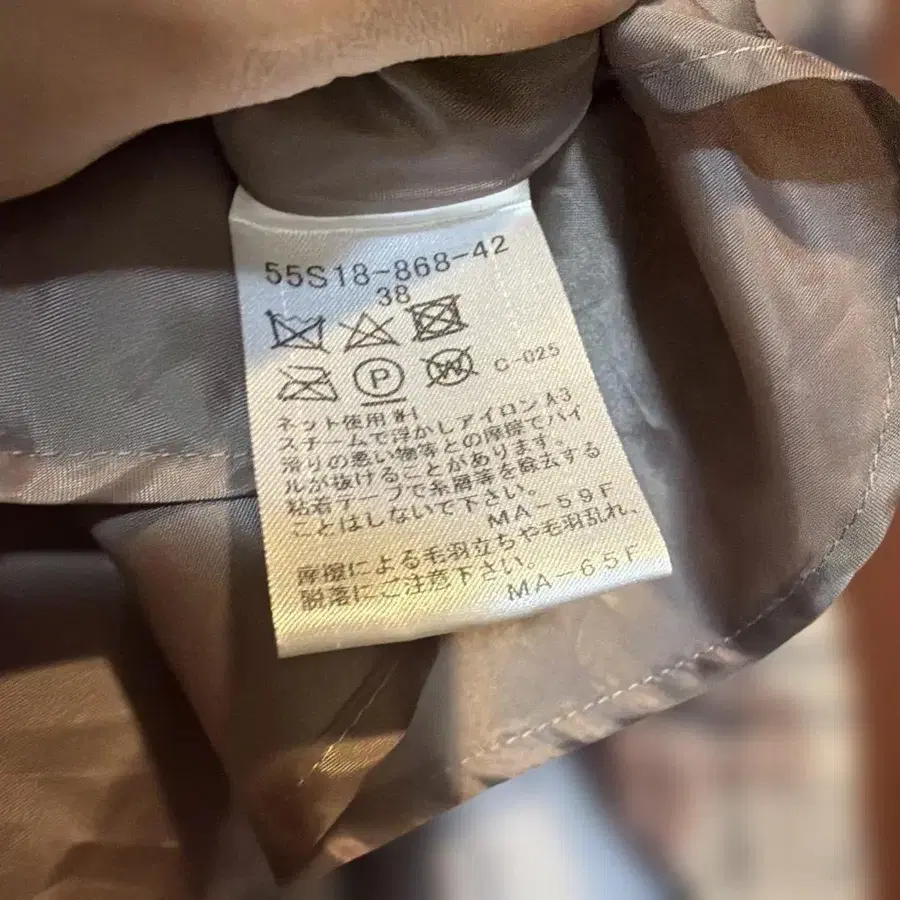 55S18-868-42
38
P W C-025
ネット使用 W-I
スチームで浮かしアイロン A3
滑りの悪い物等との摩擦でパイ
ルが抜けることがあります。
粘着テープで糸屑等を除去する
ことはしないで下さい。
MA-59F
摩擦による毛羽立ちや毛羽乱れ、
脱落にご注意下さい。
MA-65F